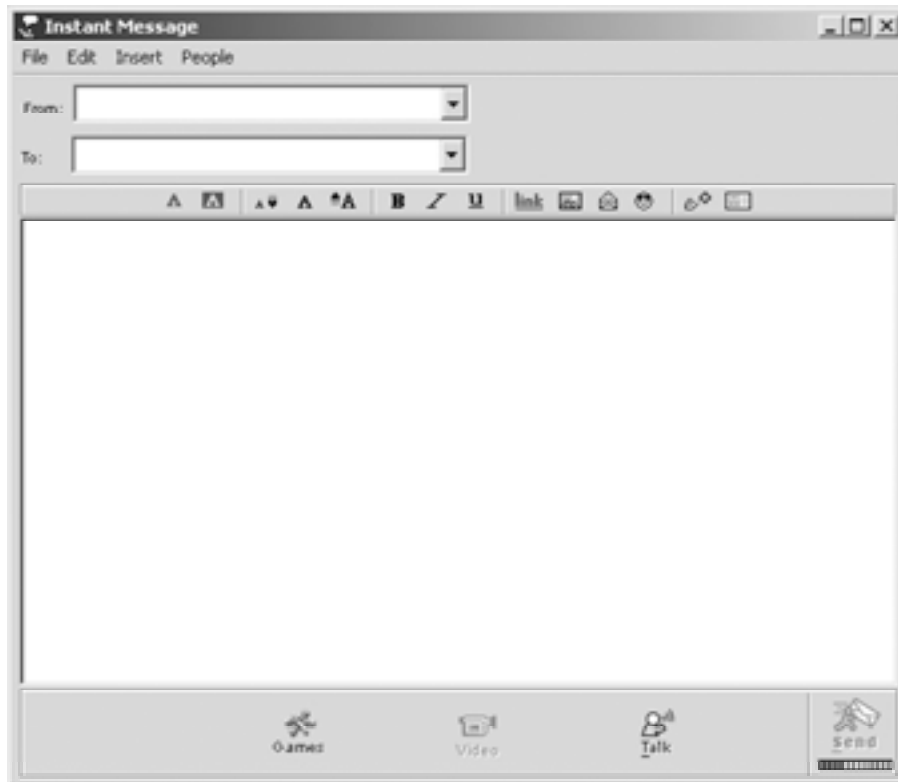 Instant Message
File Edit Insert People
From:
To:
A A A A A B I U link
Games Video Talk Send